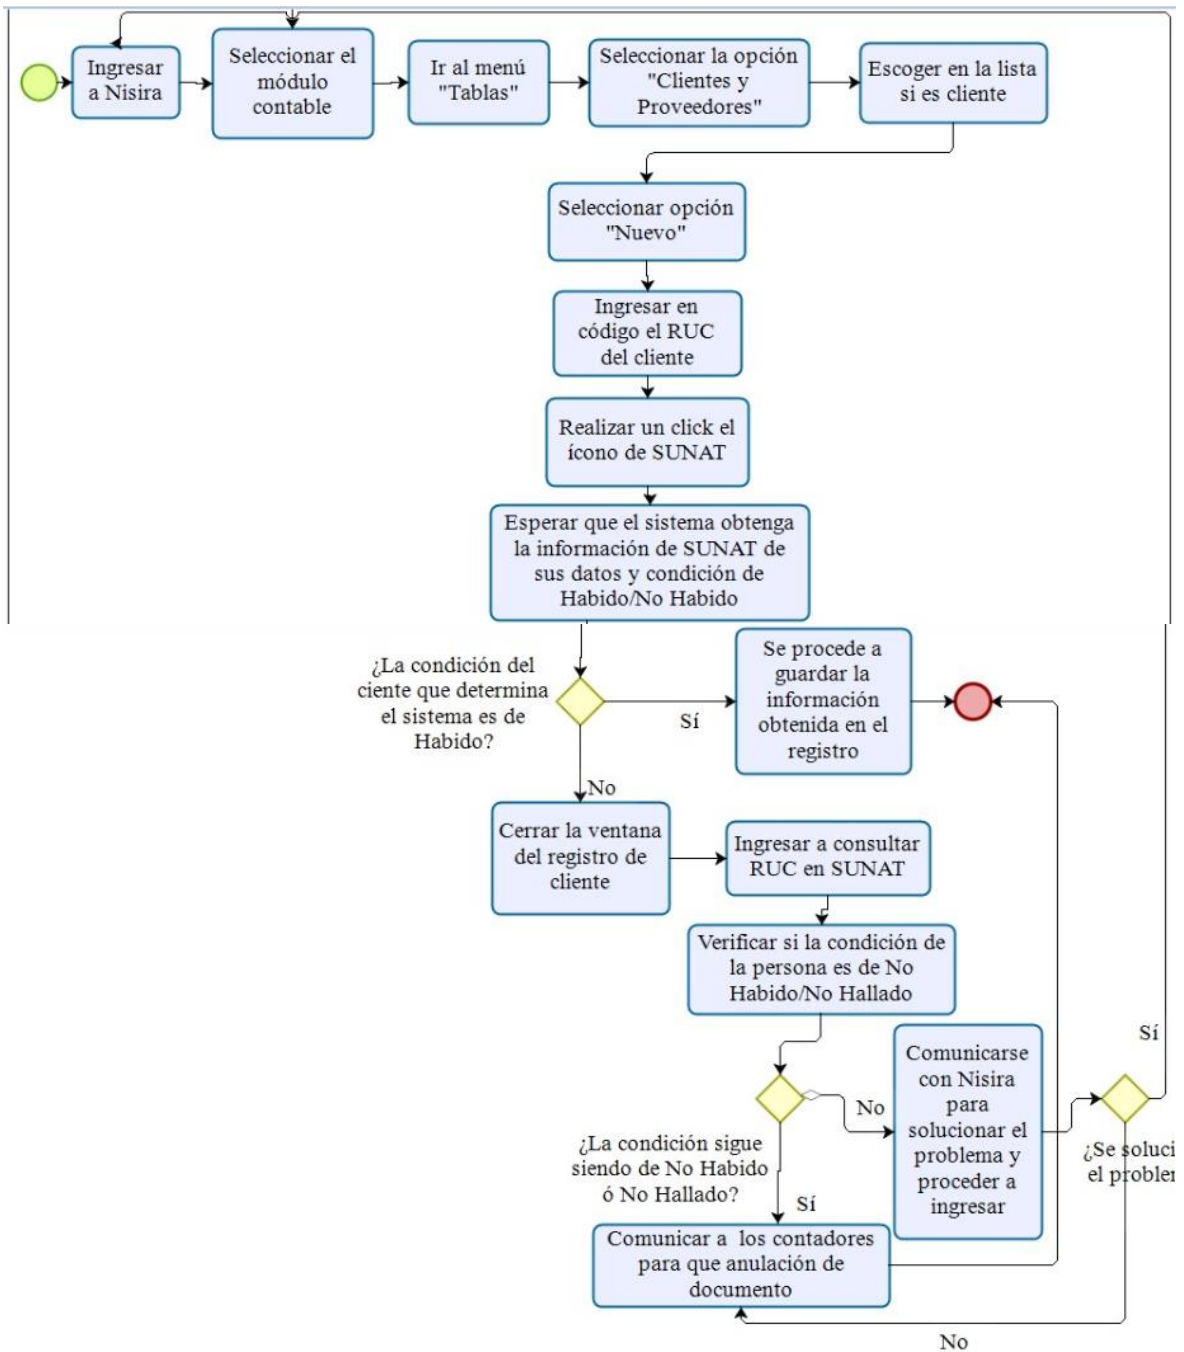 Ingresar
a Nisira
Seleccionar el
módulo
contable
Ir al menú
"Tablas"
Seleccionar la opción
"Clientes y
Proveedores"
Escoger en la lista
si es cliente
Seleccionar opción
"Nuevo"
Ingresar en
código el RUC
del cliente
Realizar un click el
ícono de SUNAT
Esperar que el sistema obtenga
la información de SUNAT de
sus datos y condición de
Habido/No Habido
¿La condición del
ciente que determina
el sistema es de
Habido?
Sí
Se procede a
guardar la
información
obtenida en el
registro
No
Cerrar la ventana
del registro de
cliente
Ingresar a consultar
RUC en SUNAT
Verificar si la condición de
la persona es de No
Habido/No Hallado
¿La condición sigue
siendo de No Habido
ó No Hallado?
No
Sí
Comunicarse
con Nisira
para
solucionar el
problema y
proceder a
ingresar
Sí
¿Se soluci
el probler
Comunicar a los contadores
para que anulación de
documento
No